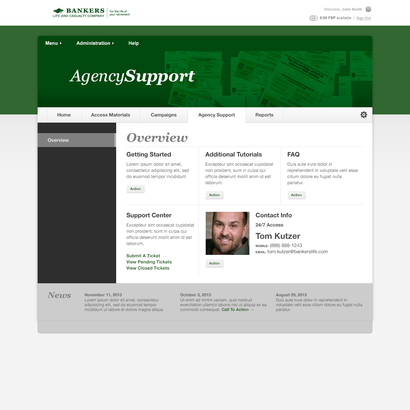 BANKERS
LIFE AND CASUALTY COMPANY
For the life of
your retirement
Welcome, John Smith
0.00 FSP available | Sign Out
Menu
Administration
Help
AgencySupport
Home
Access Materials
Campaigns
Agency Support
Reports
Overview
Overview
Getting Started
Lorem ipsum dolor sit
amet, consectetur
adipisicing elit, sed
do eiusmod tempor
incididunt
Action
Additional Tutorials
Excepteur sint occaecat
cupidatat non proident,
sunt in culpa qui
officia deserunt mollit
anim id est
laborum.
Action
FAQ
Duis aute irure dolor
in reprehenderit in
voluptate velit esse
cillum dolore eu fugiat
nulla pariatur.
Action
Support Center
Excepteur sint occaecat
cupidatat non proident,
sunt in culpa qui
officia deserunt mollit
anim id est
laborum.
Submit A Ticket
View Pending Tickets
View Closed Tickets
Action
Contact Info
24/7 Access
Tom Kutzer
MOBILE: (888) 888-1243
EMAIL: tom.kutzer@bankerslife.com
News
November 11, 2013
Lorem ipsum dolor sit amet, consectetur,
adipisicing elit, sed do eiusmod tempor
incididunt ut labore et dolore magna aliqua.
October 3, 2013
Ut enim ad minim veniam, quis nostrud
exercitation ullamco laboris nisi ut aliquip ex ea
commodo consequat. Call To Action →
August 29, 2013
Duis aute irure dolor in reprehenderit in
voluptate velit esse cillum dolore eu
fugiat nulla pariatur.